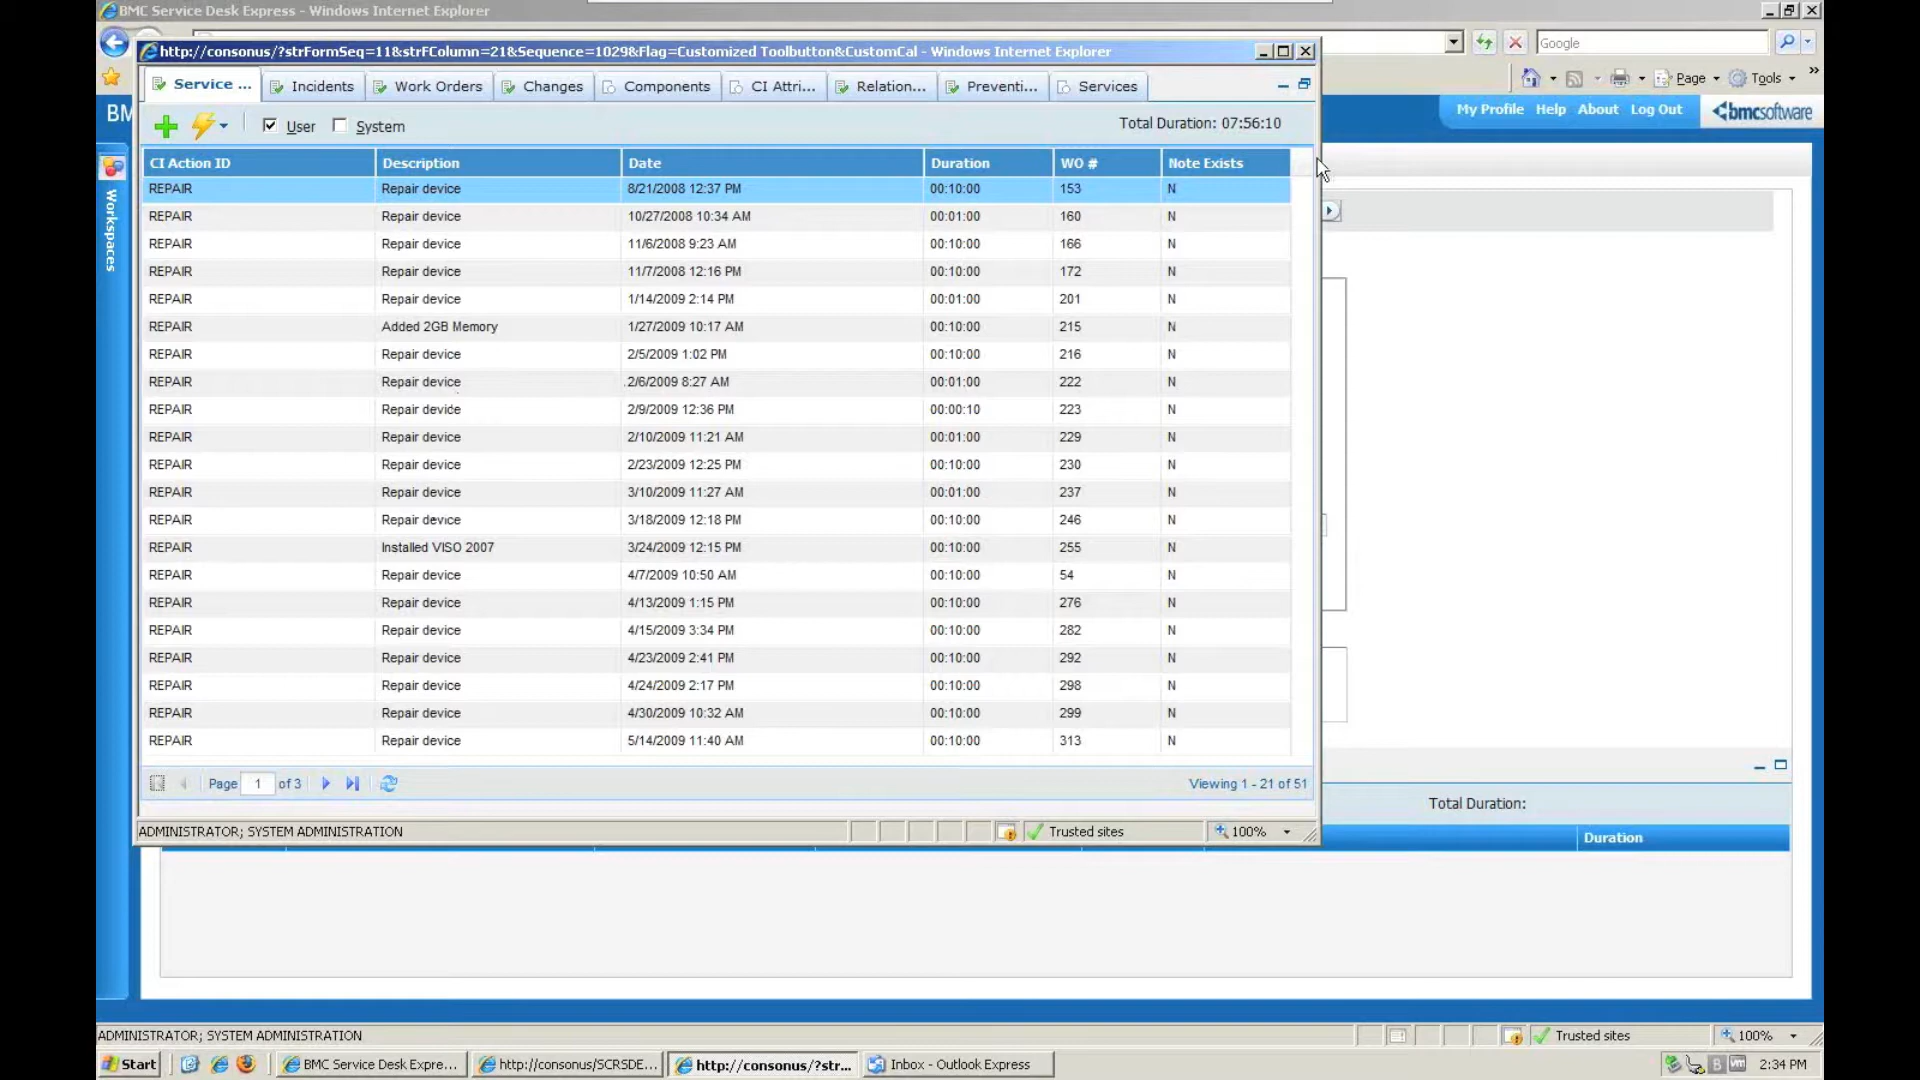 BMC Service Desk Express - Windows Internet Explorer
http://consonus/?strFormSeq=11&strFColumn=21&Sequence=1029&Flag=Customized Toolbutton&CustomCal - Windows Internet Explorer
Google
Page Tools »
Service ... Incidents Work Orders Changes Components CI Attri... Relation... Preventi... Services
BM
My Profile Help About Log Out bmcsoftware
User System Total Duration: 07:56:10
Workspaces
CI Action ID Description Date Duration WO # Note Exists
REPAIR Repair device 8/21/2008 12:37 PM 00:10:00 153 N
REPAIR Repair device 10/27/2008 10:34 AM 00:01:00 160 N
REPAIR Repair device 11/6/2008 9:23 AM 00:10:00 166 N
REPAIR Repair device 11/7/2008 12:16 PM 00:10:00 172 N
REPAIR Repair device 1/14/2009 2:14 PM 00:01:00 201 N
REPAIR Added 2GB Memory 1/27/2009 10:17 AM 00:10:00 215 N
REPAIR Repair device 2/5/2009 1:02 PM 00:10:00 216 N
REPAIR Repair device 2/6/2009 8:27 AM 00:01:00 222 N
REPAIR Repair device 2/9/2009 12:36 PM 00:00:10 223 N
REPAIR Repair device 2/10/2009 11:21 AM 00:01:00 229 N
REPAIR Repair device 2/23/2009 12:25 PM 00:10:00 230 N
REPAIR Repair device 3/10/2009 11:27 AM 00:01:00 237 N
REPAIR Repair device 3/18/2009 12:18 PM 00:10:00 246 N
REPAIR Installed VISO 2007 3/24/2009 12:15 PM 00:10:00 255 N
REPAIR Repair device 4/7/2009 10:50 AM 00:10:00 54 N
REPAIR Repair device 4/13/2009 1:15 PM 00:10:00 276 N
REPAIR Repair device 4/15/2009 3:34 PM 00:10:00 282 N
REPAIR Repair device 4/23/2009 2:41 PM 00:10:00 292 N
REPAIR Repair device 4/24/2009 2:17 PM 00:10:00 298 N
REPAIR Repair device 4/30/2009 10:32 AM 00:10:00 299 N
REPAIR Repair device 5/14/2009 11:40 AM 00:10:00 313 N
Page 1 of 3 Viewing 1 - 21 of 51
Total Duration:
ADMINISTRATOR; SYSTEM ADMINISTRATION Trusted sites 100%
Duration
ADMINISTRATOR; SYSTEM ADMINISTRATION Trusted sites 100%
Start BMC Service Desk Expre... http://consonus/SCRSDE... http://consonus/?str... Inbox - Outlook Express 2:34 PM